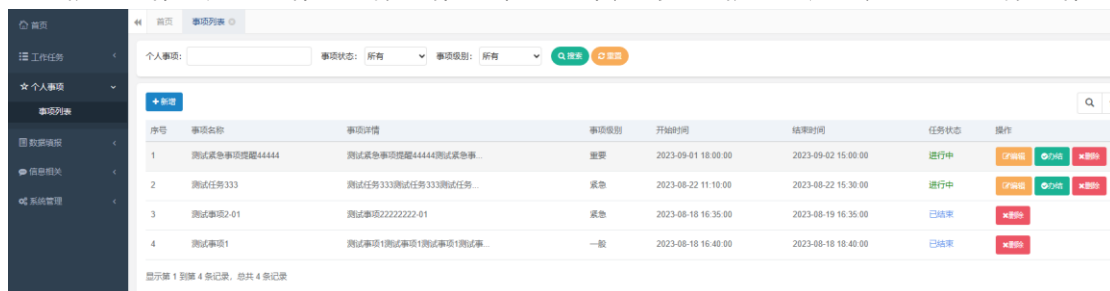 首页
工作任务
个人事项
事项列表
数据填报
信息相关
系统管理
首页 事项列表
个人事项: 事项状态: 所有 事项级别: 所有 搜索 重置
+新增
序号 事项名称 事项详情 事项级别 开始时间 结束时间 任务状态 操作
1 测试紧急事项提醒44444 测试紧急事项提醒44444测试紧急事... 重要 2023-09-01 18:00:00 2023-09-02 15:00:00 进行中 编辑 办结 ×删除
2 测试任务333 测试任务333测试任务333测试任务... 紧急 2023-08-22 11:10:00 2023-08-22 15:30:00 进行中 编辑 办结 ×删除
3 测试事项2-01 测试事项22222222-01 紧急 2023-08-18 16:35:00 2023-08-19 16:35:00 已结束 ×删除
4 测试事项1 测试事项1测试事项1测试事项1测试事... 一般 2023-08-18 16:40:00 2023-08-18 18:40:00 已结束 ×删除
显示第 1 到第 4 条记录，总共 4 条记录